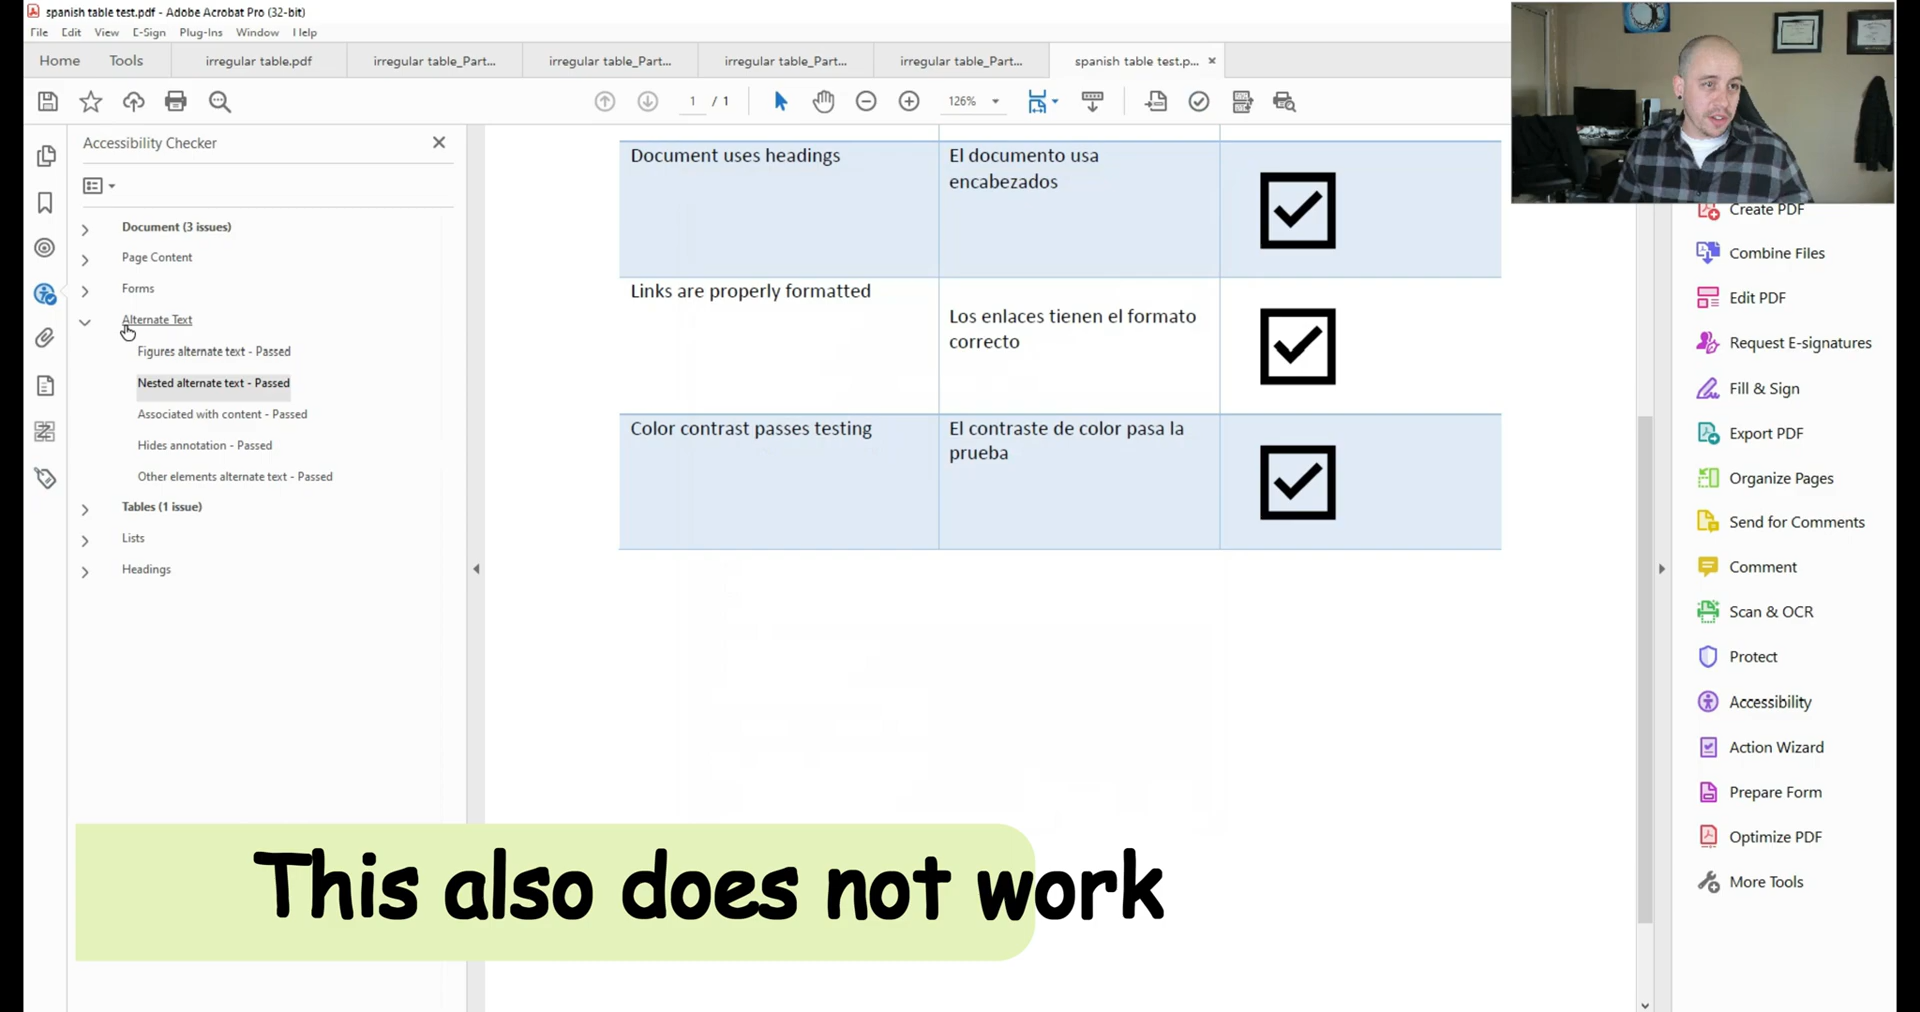 spanish table test.pdf - Adobe Acrobat Pro (32-bit)
File Edit View E-Sign Plug-Ins Window Help
Home Tools irregular table.pdf irregular table_Part... irregular table_Part... irregular table_Part... irregular table_Part... spanish table test.p...
1 / 1 126%
Accessibility Checker
Document (3 issues)
Page Content
Forms
Alternate Text
Figures alternate text - Passed
Nested alternate text - Passed
Associated with content - Passed
Hides annotation - Passed
Other elements alternate text - Passed
Tables (1 issue)
Lists
Headings
Document uses headings
El documento usa
encabezados
Links are properly formatted
Los enlaces tienen el formato
correcto
Color contrast passes testing
El contraste de color pasa la
prueba
Create PDF
Combine Files
Edit PDF
Request E-signatures
Fill & Sign
Export PDF
Organize Pages
Send for Comments
Comment
Scan & OCR
Protect
Accessibility
Action Wizard
Prepare Form
Optimize PDF
More Tools
This also does not work